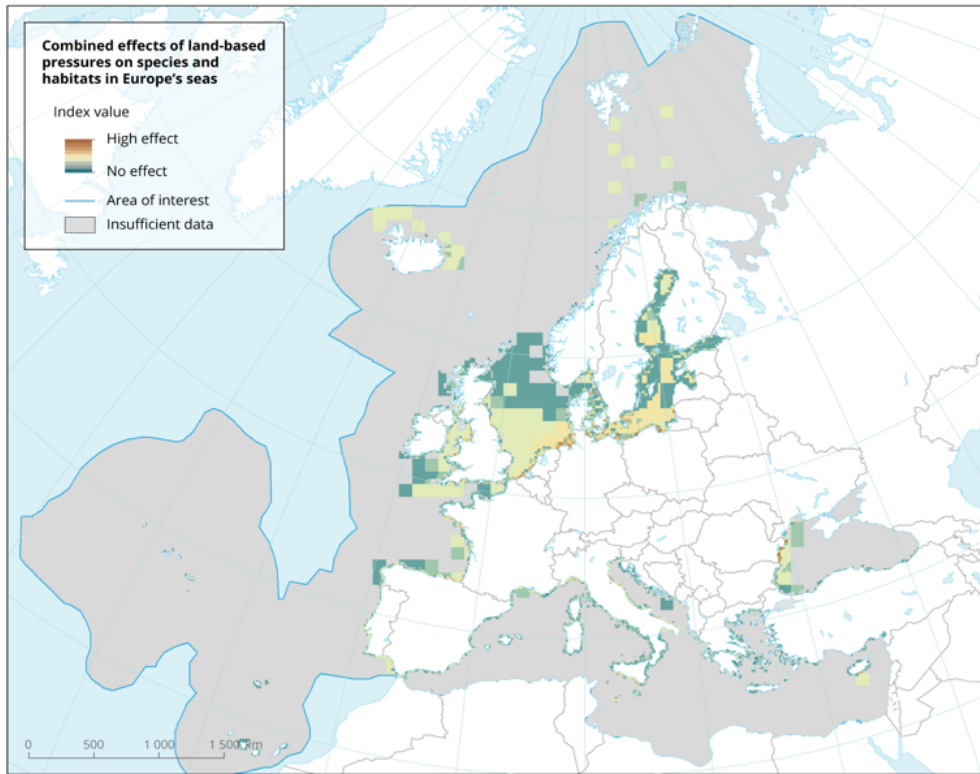 Combined effects of land-based
pressures on species and
habitats in Europe's seas
Index value
High effect
No effect
Area of interest
Insufficient data
0 500 1 000 1 500 km